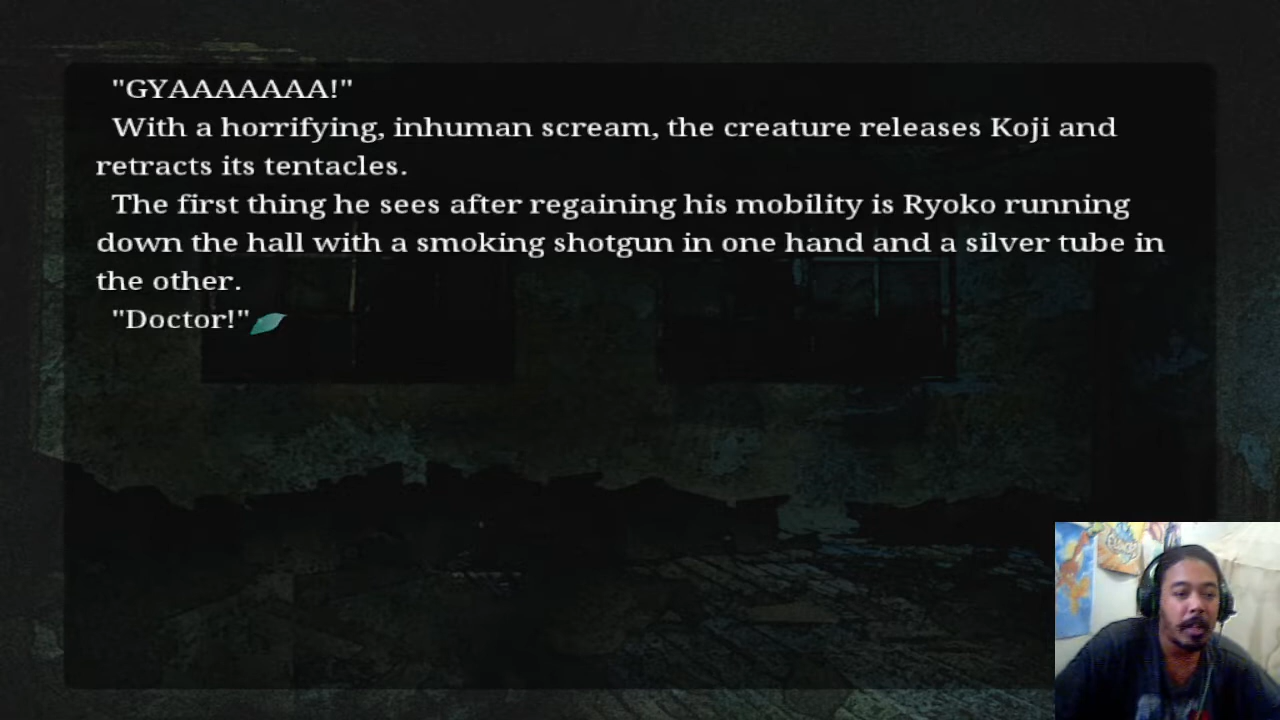 "GYAAAAAAA!"
With a horrifying, inhuman scream, the creature releases Koji and
retracts its tentacles.
The first thing he sees after regaining his mobility is Ryoko running
down the hall with a smoking shotgun in one hand and a silver tube in
the other.
"Doctor!"